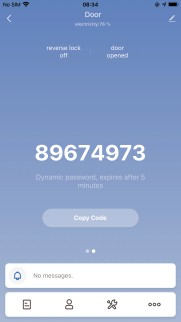 No SIM 08:34
Door
electricity:76 %
reverse lock door
off opened
89674973
Dynamic password, expires after 5
minutes
Copy Code
No messages.